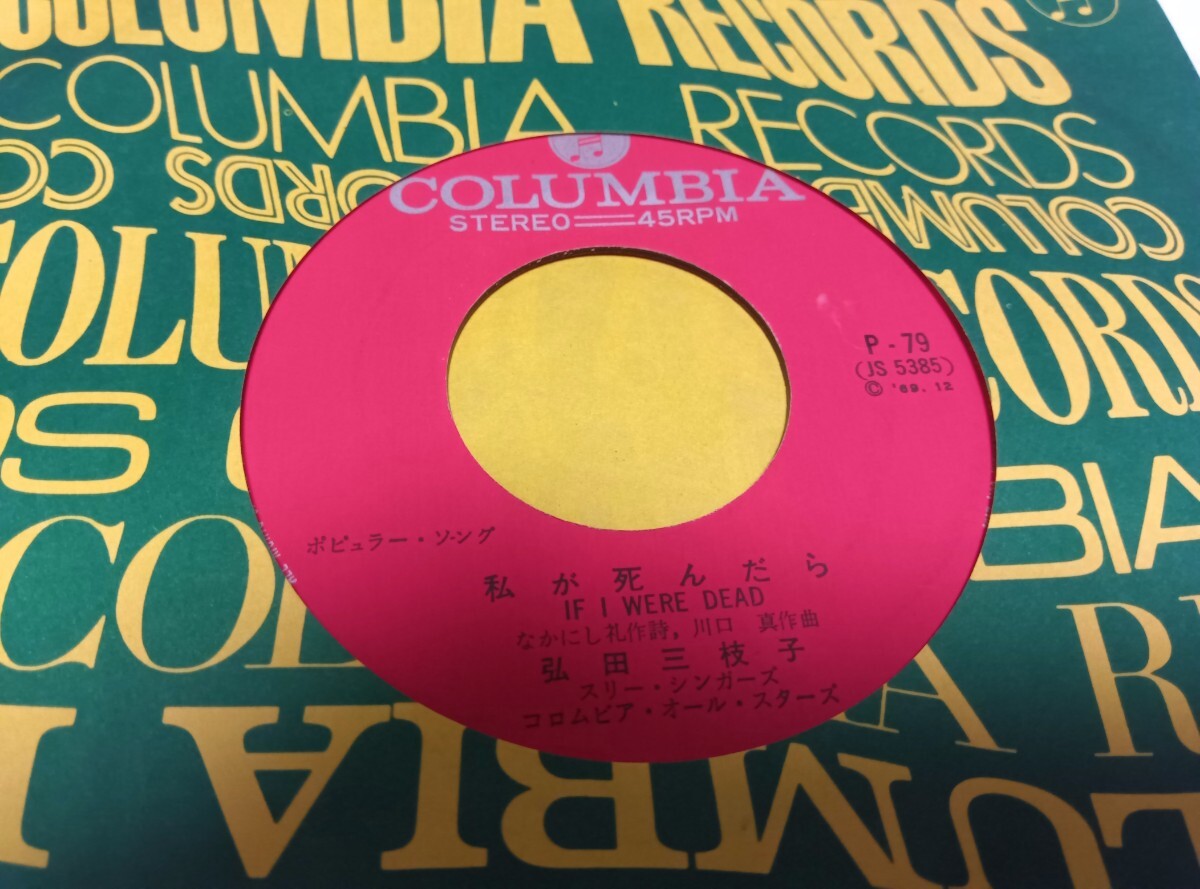 COLUMBIA RECORDS
COLUMBIA RECORDS
RECORDS CO
COLUMBIA
COLUMBIA
STEREO=45RPM
P-79
(JS 5385)
© '69.12
ポピュラー・ソング
私が死んだら
IF I WERE DEAD
なかにし礼作詩, 川口 真作曲
弘田三枝子
スリー・シンガーズ
コロムビア・オール・スターズ